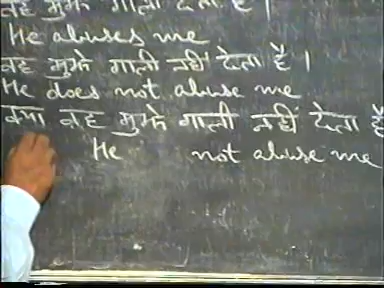 वह मुझे गाली देता है ।
He abuses me
वह मुझे गाली नहीं देता है ।
He does not abuse me
क्या वह मुझे गाली नहीं देता है
He not abuse me